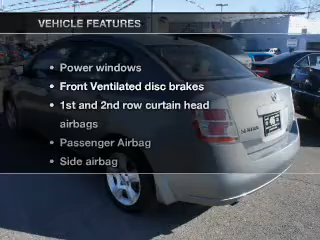 VEHICLE FEATURES
• Power windows
• Front Ventilated disc brakes
• 1st and 2nd row curtain head
airbags
• Passenger Airbag
• Side airbag